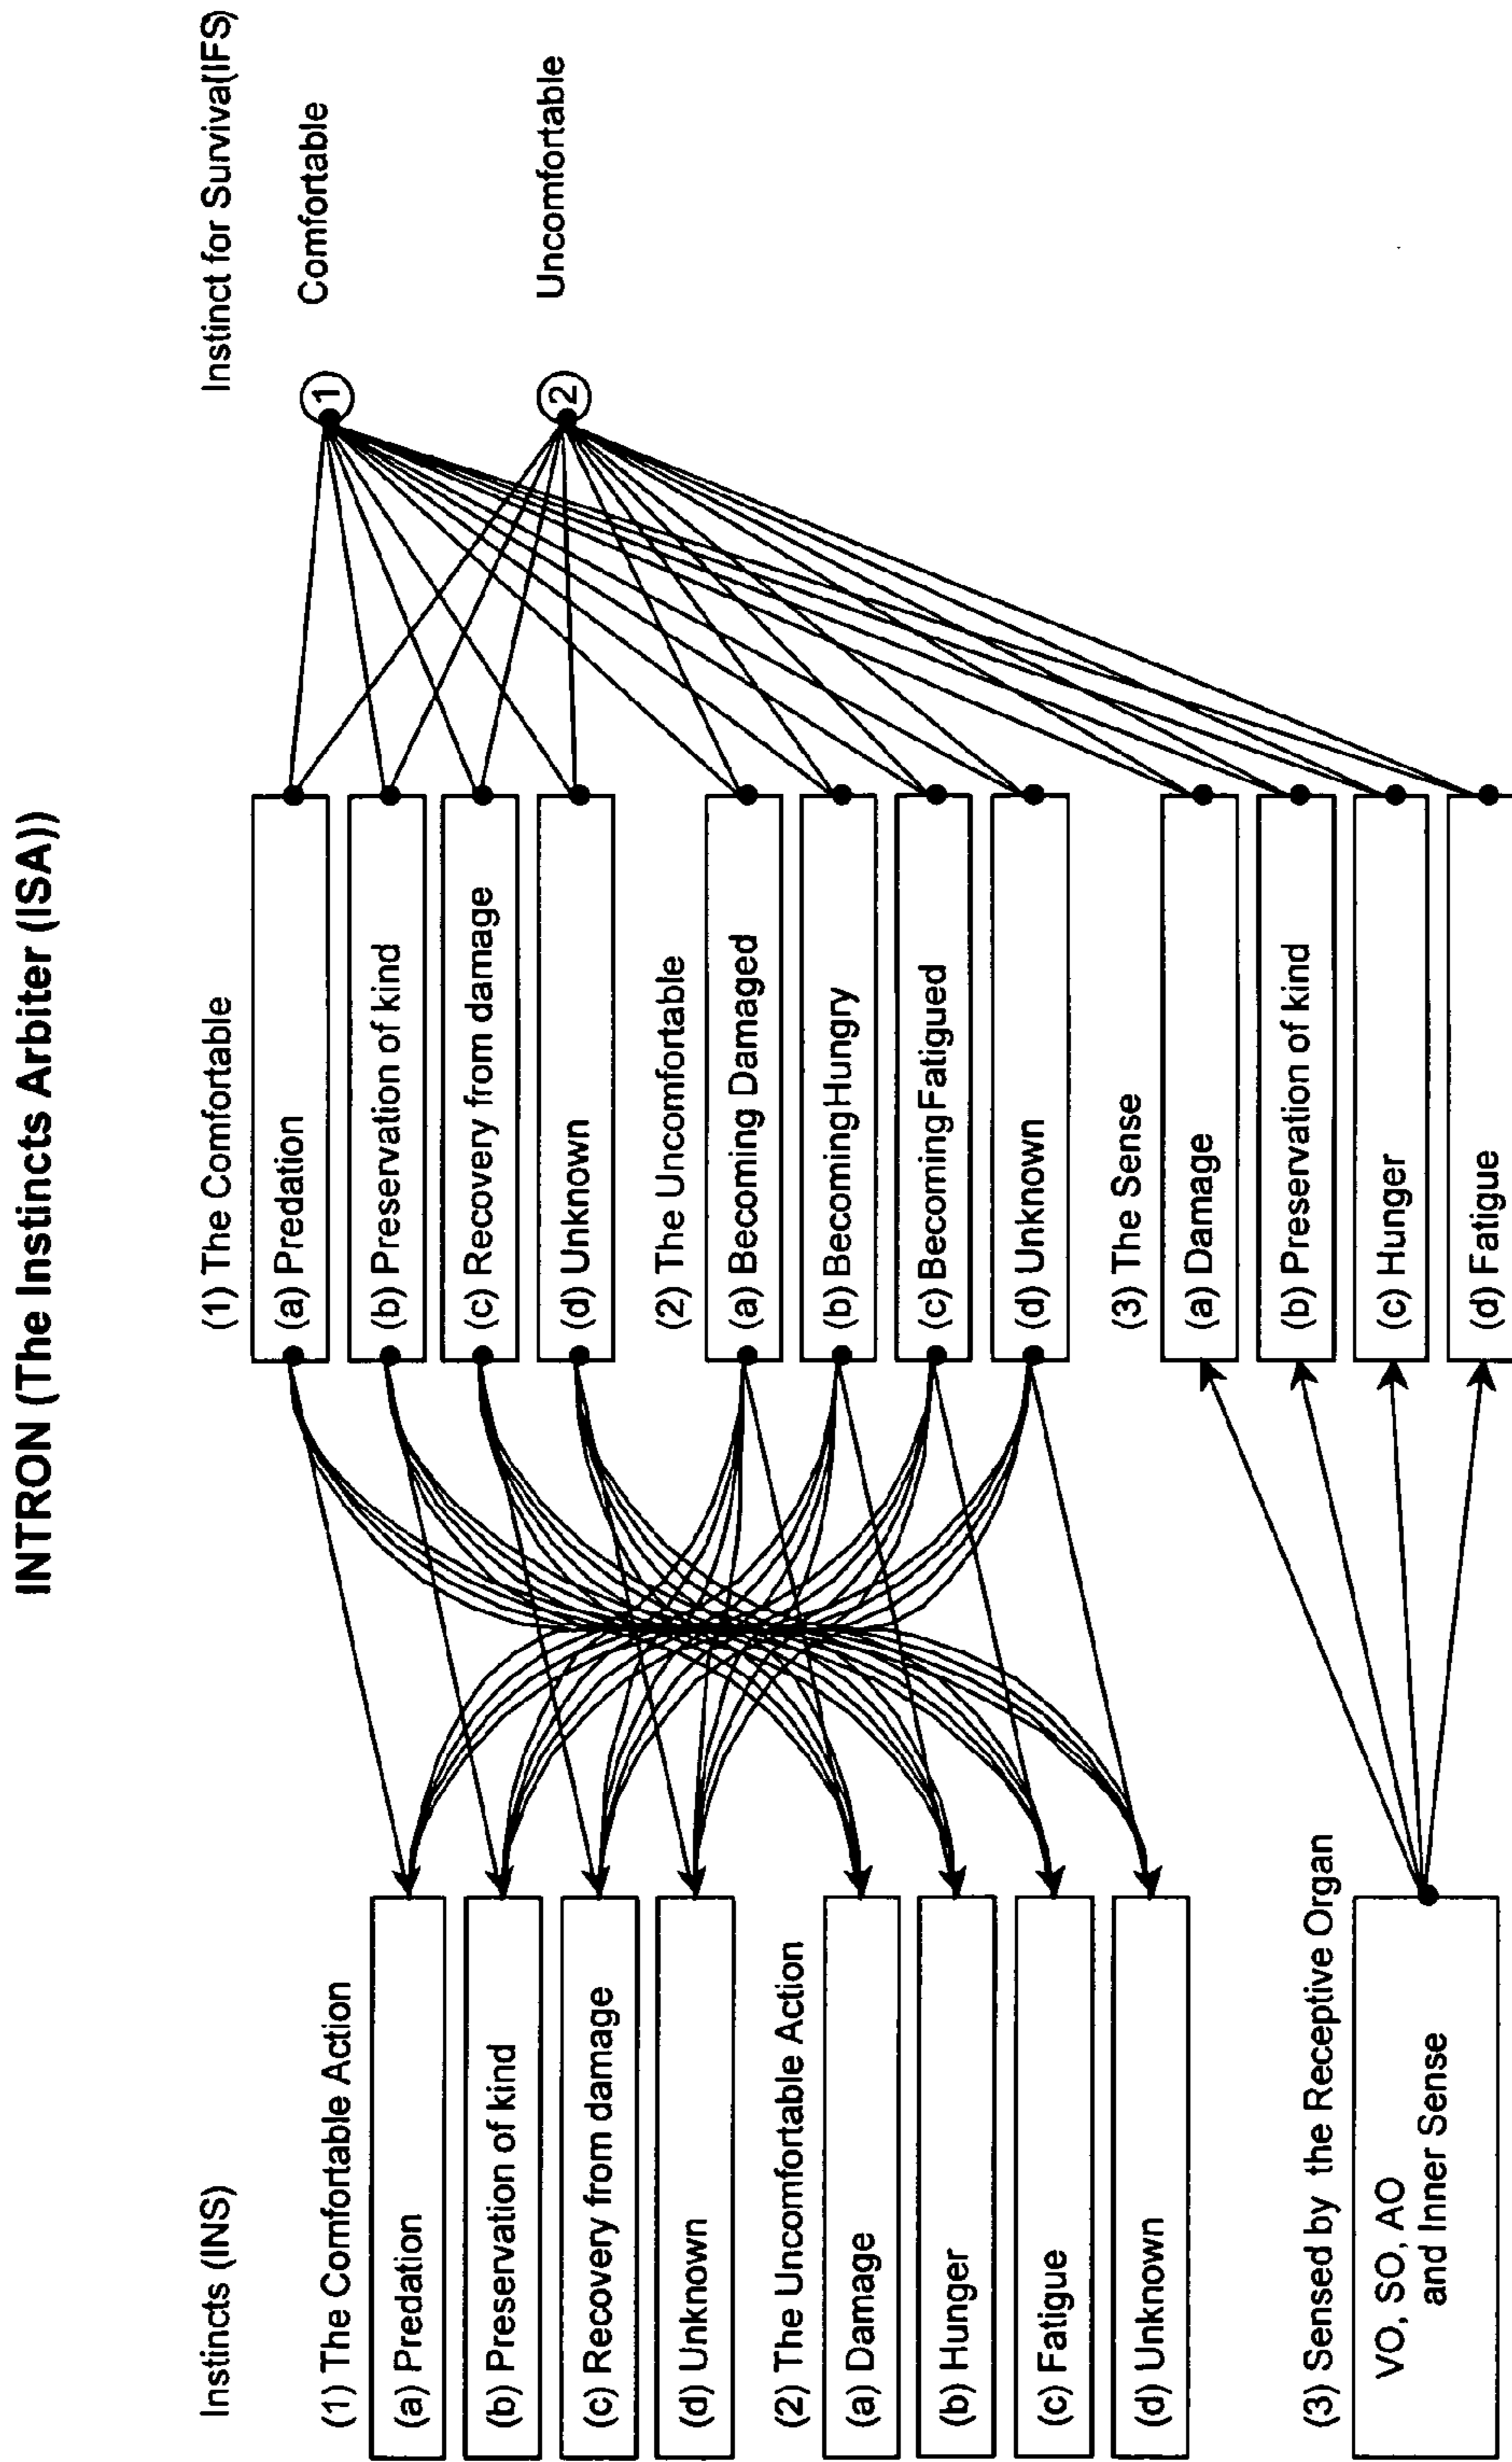 INTRON (The Instincts Arbiter (ISA))
Instincts (INS)
(1) The Comfortable Action
(a) Predation
(b) Preservation of kind
(c) Recovery from damage
(d) Unknown
(2) The Uncomfortable Action
(a) Damage
(b) Hunger
(c) Fatigue
(d) Unknown
(3) Sensed by the Receptive Organ
VO, SO, AO
and Inner Sense
(1) The Comfortable
(a) Predation
(b) Preservation of kind
(c) Recovery from damage
(d) Unknown
(2) The Uncomfortable
(a) Becoming Damaged
(b) BecomingHungry
(c) BecomingFatigued
(d) Unknown
(3) The Sense
(a) Damage
(b) Preservation of kind
(c) Hunger
(d) Fatigue
Instinct for Survival(IFS)
1 Comfortable
2 Uncomfortable